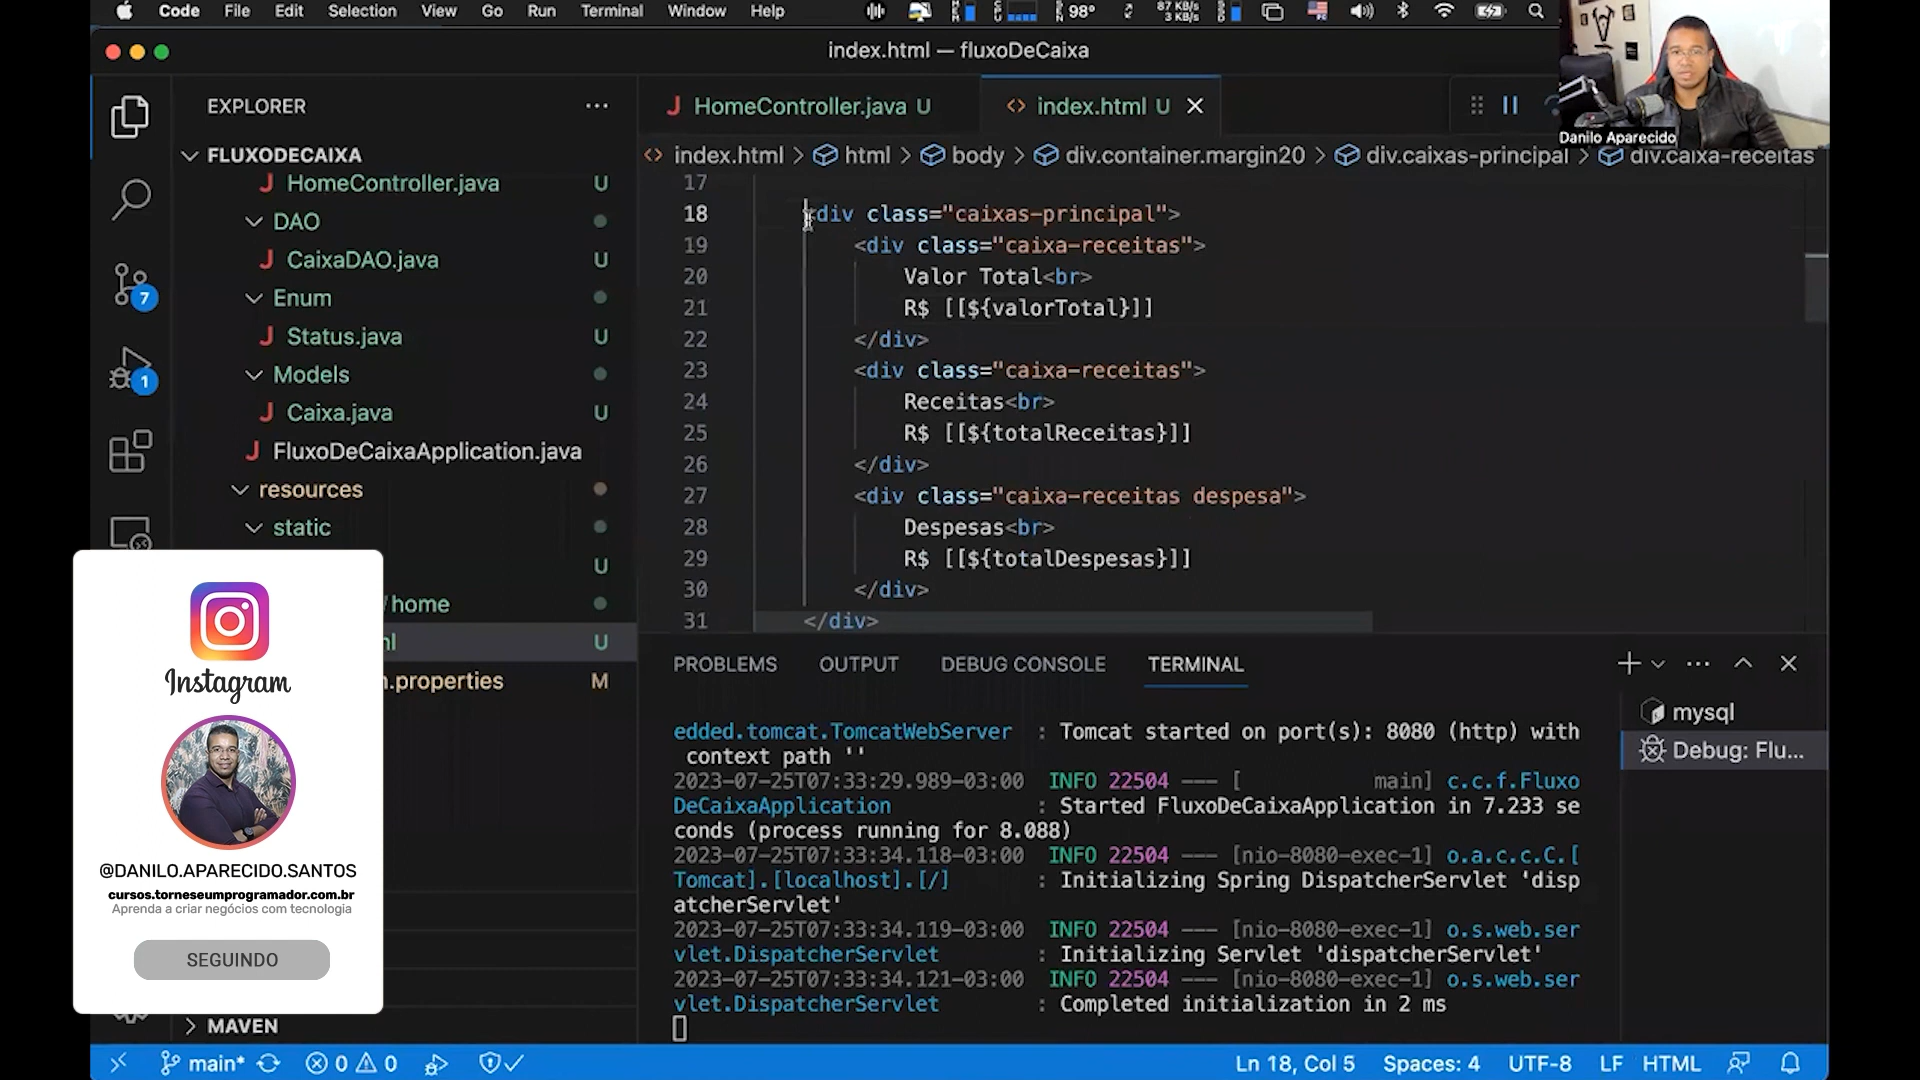 Code File Edit Selection View Go Run Terminal Window Help
98°
87 KB/s
3 KB/s
index.html — fluxoDeCaixa
Danilo Aparecido
EXPLORER
FLUXODECAIXA
HomeController.java U
DAO
CaixaDAO.java U
Enum
Status.java U
Models
Caixa.java U
FluxoDeCaixaApplication.java
resources
static
U
/home
ml U
n.properties M
MAVEN
7
1
HomeController.java U
index.html U
index.html > html > body > div.container.margin20 > div.caixas-principal > div.caixa-receitas
17
18 <div class="caixas-principal">
19 <div class="caixa-receitas">
20 Valor Total<br>
21 R$ [[${valorTotal}]]
22 </div>
23 <div class="caixa-receitas">
24 Receitas<br>
25 R$ [[${totalReceitas}]]
26 </div>
27 <div class="caixa-receitas despesa">
28 Despesas<br>
29 R$ [[${totalDespesas}]]
30 </div>
31 </div>
PROBLEMS OUTPUT DEBUG CONSOLE TERMINAL
edded.tomcat.TomcatWebServer : Tomcat started on port(s): 8080 (http) with
context path ''
2023-07-25T07:33:29.989-03:00 INFO 22504 --- [ main] c.c.f.Fluxo
DeCaixaApplication : Started FluxoDeCaixaApplication in 7.233 se
conds (process running for 8.088)
2023-07-25T07:33:34.118-03:00 INFO 22504 --- [nio-8080-exec-1] o.a.c.c.C.[
Tomcat].[localhost].[/] : Initializing Spring DispatcherServlet 'disp
atcherServlet'
2023-07-25T07:33:34.119-03:00 INFO 22504 --- [nio-8080-exec-1] o.s.web.ser
vlet.DispatcherServlet : Initializing Servlet 'dispatcherServlet'
2023-07-25T07:33:34.121-03:00 INFO 22504 --- [nio-8080-exec-1] o.s.web.ser
vlet.DispatcherServlet : Completed initialization in 2 ms
mysql
Debug: Flu...
Instagram
@DANILO.APARECIDO.SANTOS
cursos.torneseumprogramador.com.br
Aprenda a criar negócios com tecnologia
SEGUINDO
main* 0 0
Ln 18, Col 5 Spaces: 4 UTF-8 LF HTML